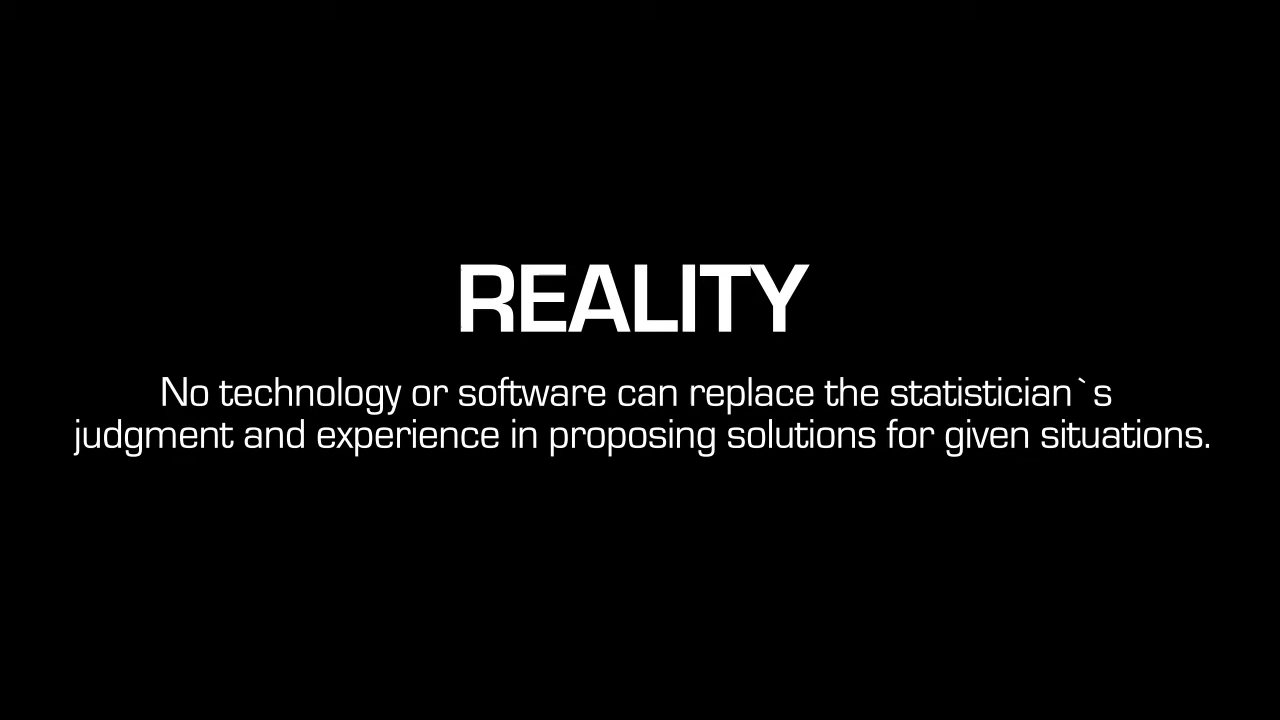 REALITY
No technology or software can replace the statistician`s
judgment and experience in proposing solutions for given situations.